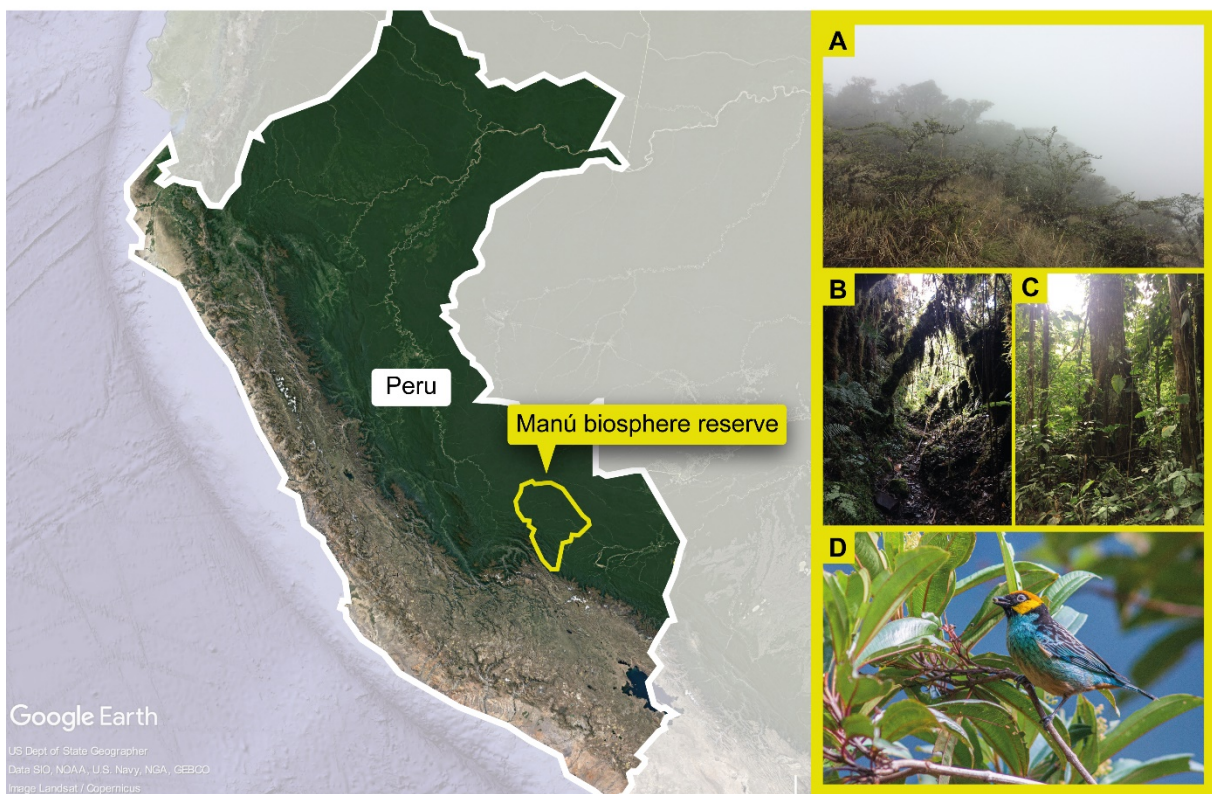 Peru
Manú biosphere reserve
Google Earth
US Dept of State Geographer
Data SIO, NOAA, U.S. Navy, NGA, GEBCO
Image Landsat / Copernicus
A
B
C
D